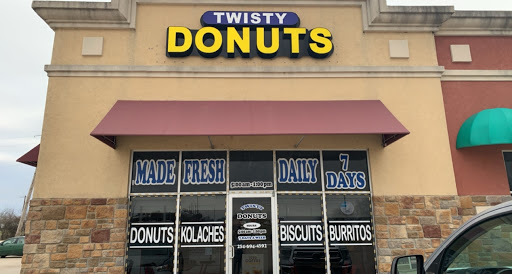 TWISTY
DONUTS
MADE FRESH DAILY 7 DAYS
TWISTY
DONUTS
DONUTS KOLACHES BISCUITS BURRITOS